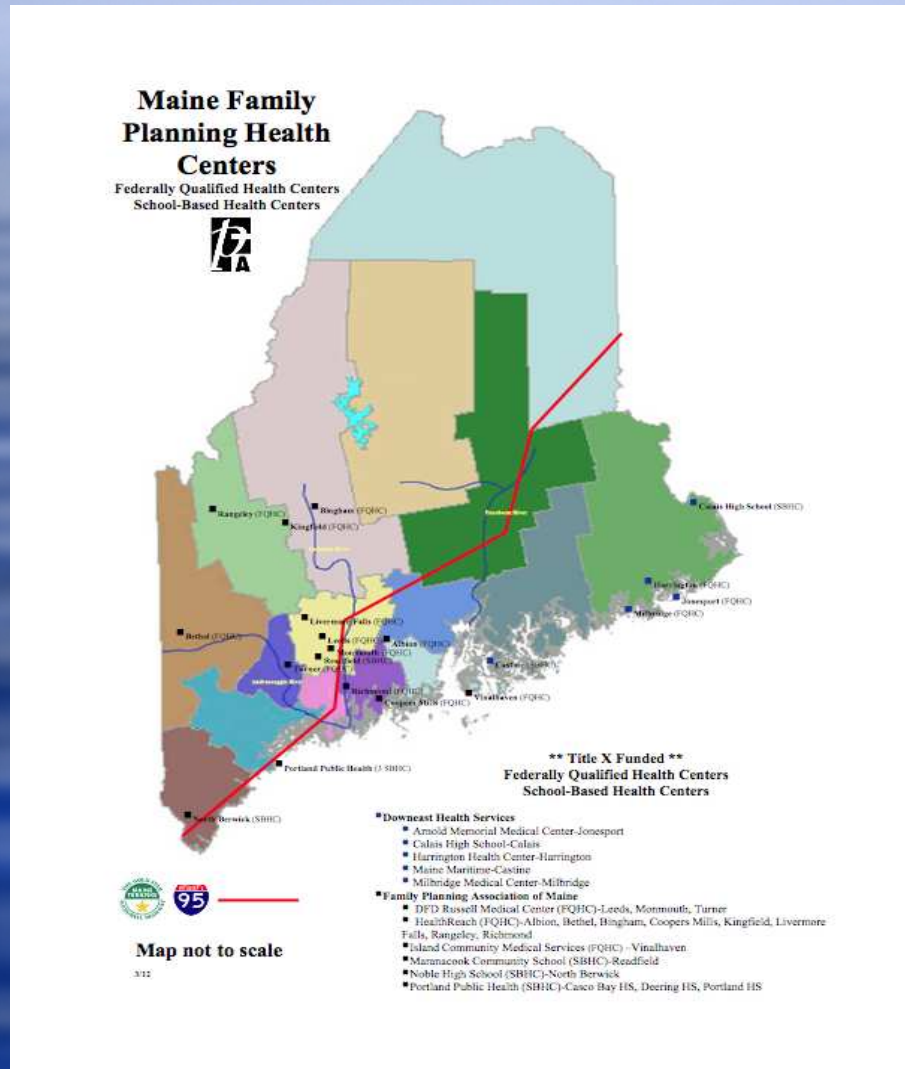 Maine Family
Planning Health
Centers
Federally Qualified Health Centers
School-Based Health Centers
Rangeley (FQHC)
Bingham (FQHC)
Kingfield (FQHC)
Calais High School (SBHC)
Harrington (FQHC)
Jonesport (FQHC)
Milbridge (FQHC)
Livermore Falls (FQHC)
Bethel (FQHC)
Leeds (FQHC)
Albion (FQHC)
Monmouth (FQHC)
Readfield (SBHC)
Turner (FQHC)
Richmond (FQHC)
Coopers Mills (FQHC)
Vinalhaven (FQHC)
Portland Public Health (3 SBHC)
North Berwick (SBHC)
** Title X Funded **
Federally Qualified Health Centers
School-Based Health Centers
Downeast Health Services
Arnold Memorial Medical Center-Jonesport
Calais High School-Calais
Harrington Health Center-Harrington
Maine Maritime-Castine
Milbridge Medical Center-Milbridge
Family Planning Association of Maine
DFD Russell Medical Center (FQHC)-Leeds, Monmouth, Turner
HealthReach (FQHC)-Albion, Bethel, Bingham, Coopers Mills, Kingfield, Livermore
Falls, Rangeley, Richmond
Island Community Medical Services (FQHC) - Vinalhaven
Maranacook Community School (SBHC)-Readfield
Noble High School (SBHC)-North Berwick
Portland Public Health (SBHC)-Casco Bay HS, Deering HS, Portland HS
MAINE
TURNPIKE
95
Map not to scale
3/12